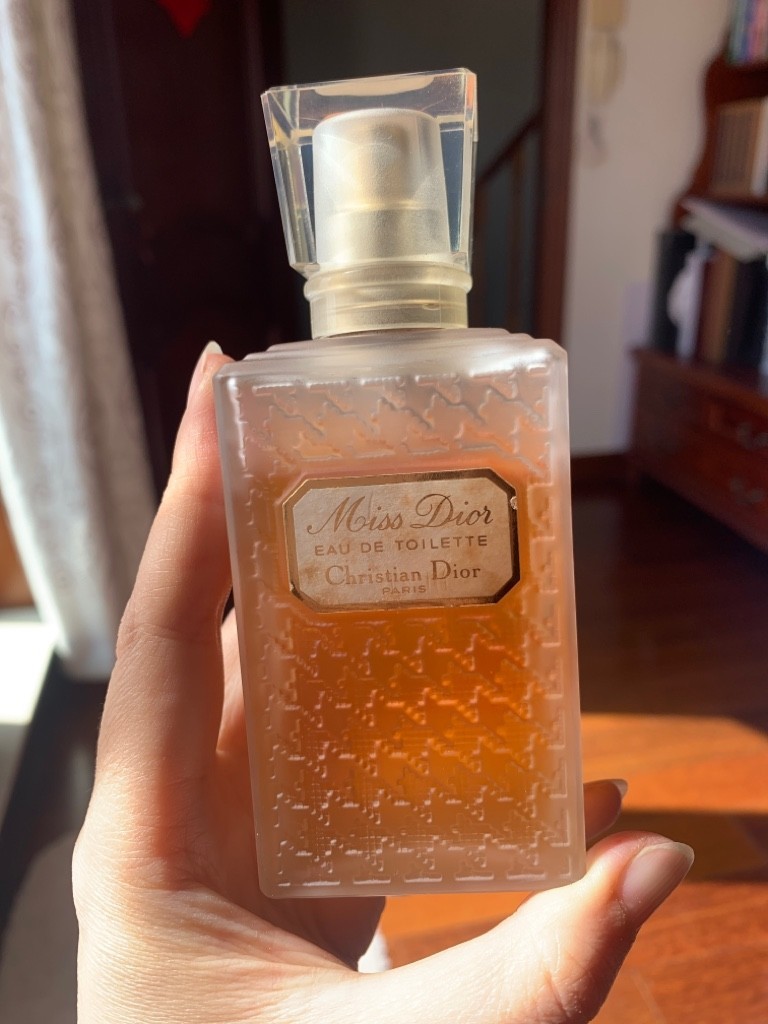 Miss Dior
EAU DE TOILETTE
Christian Dior
PARIS